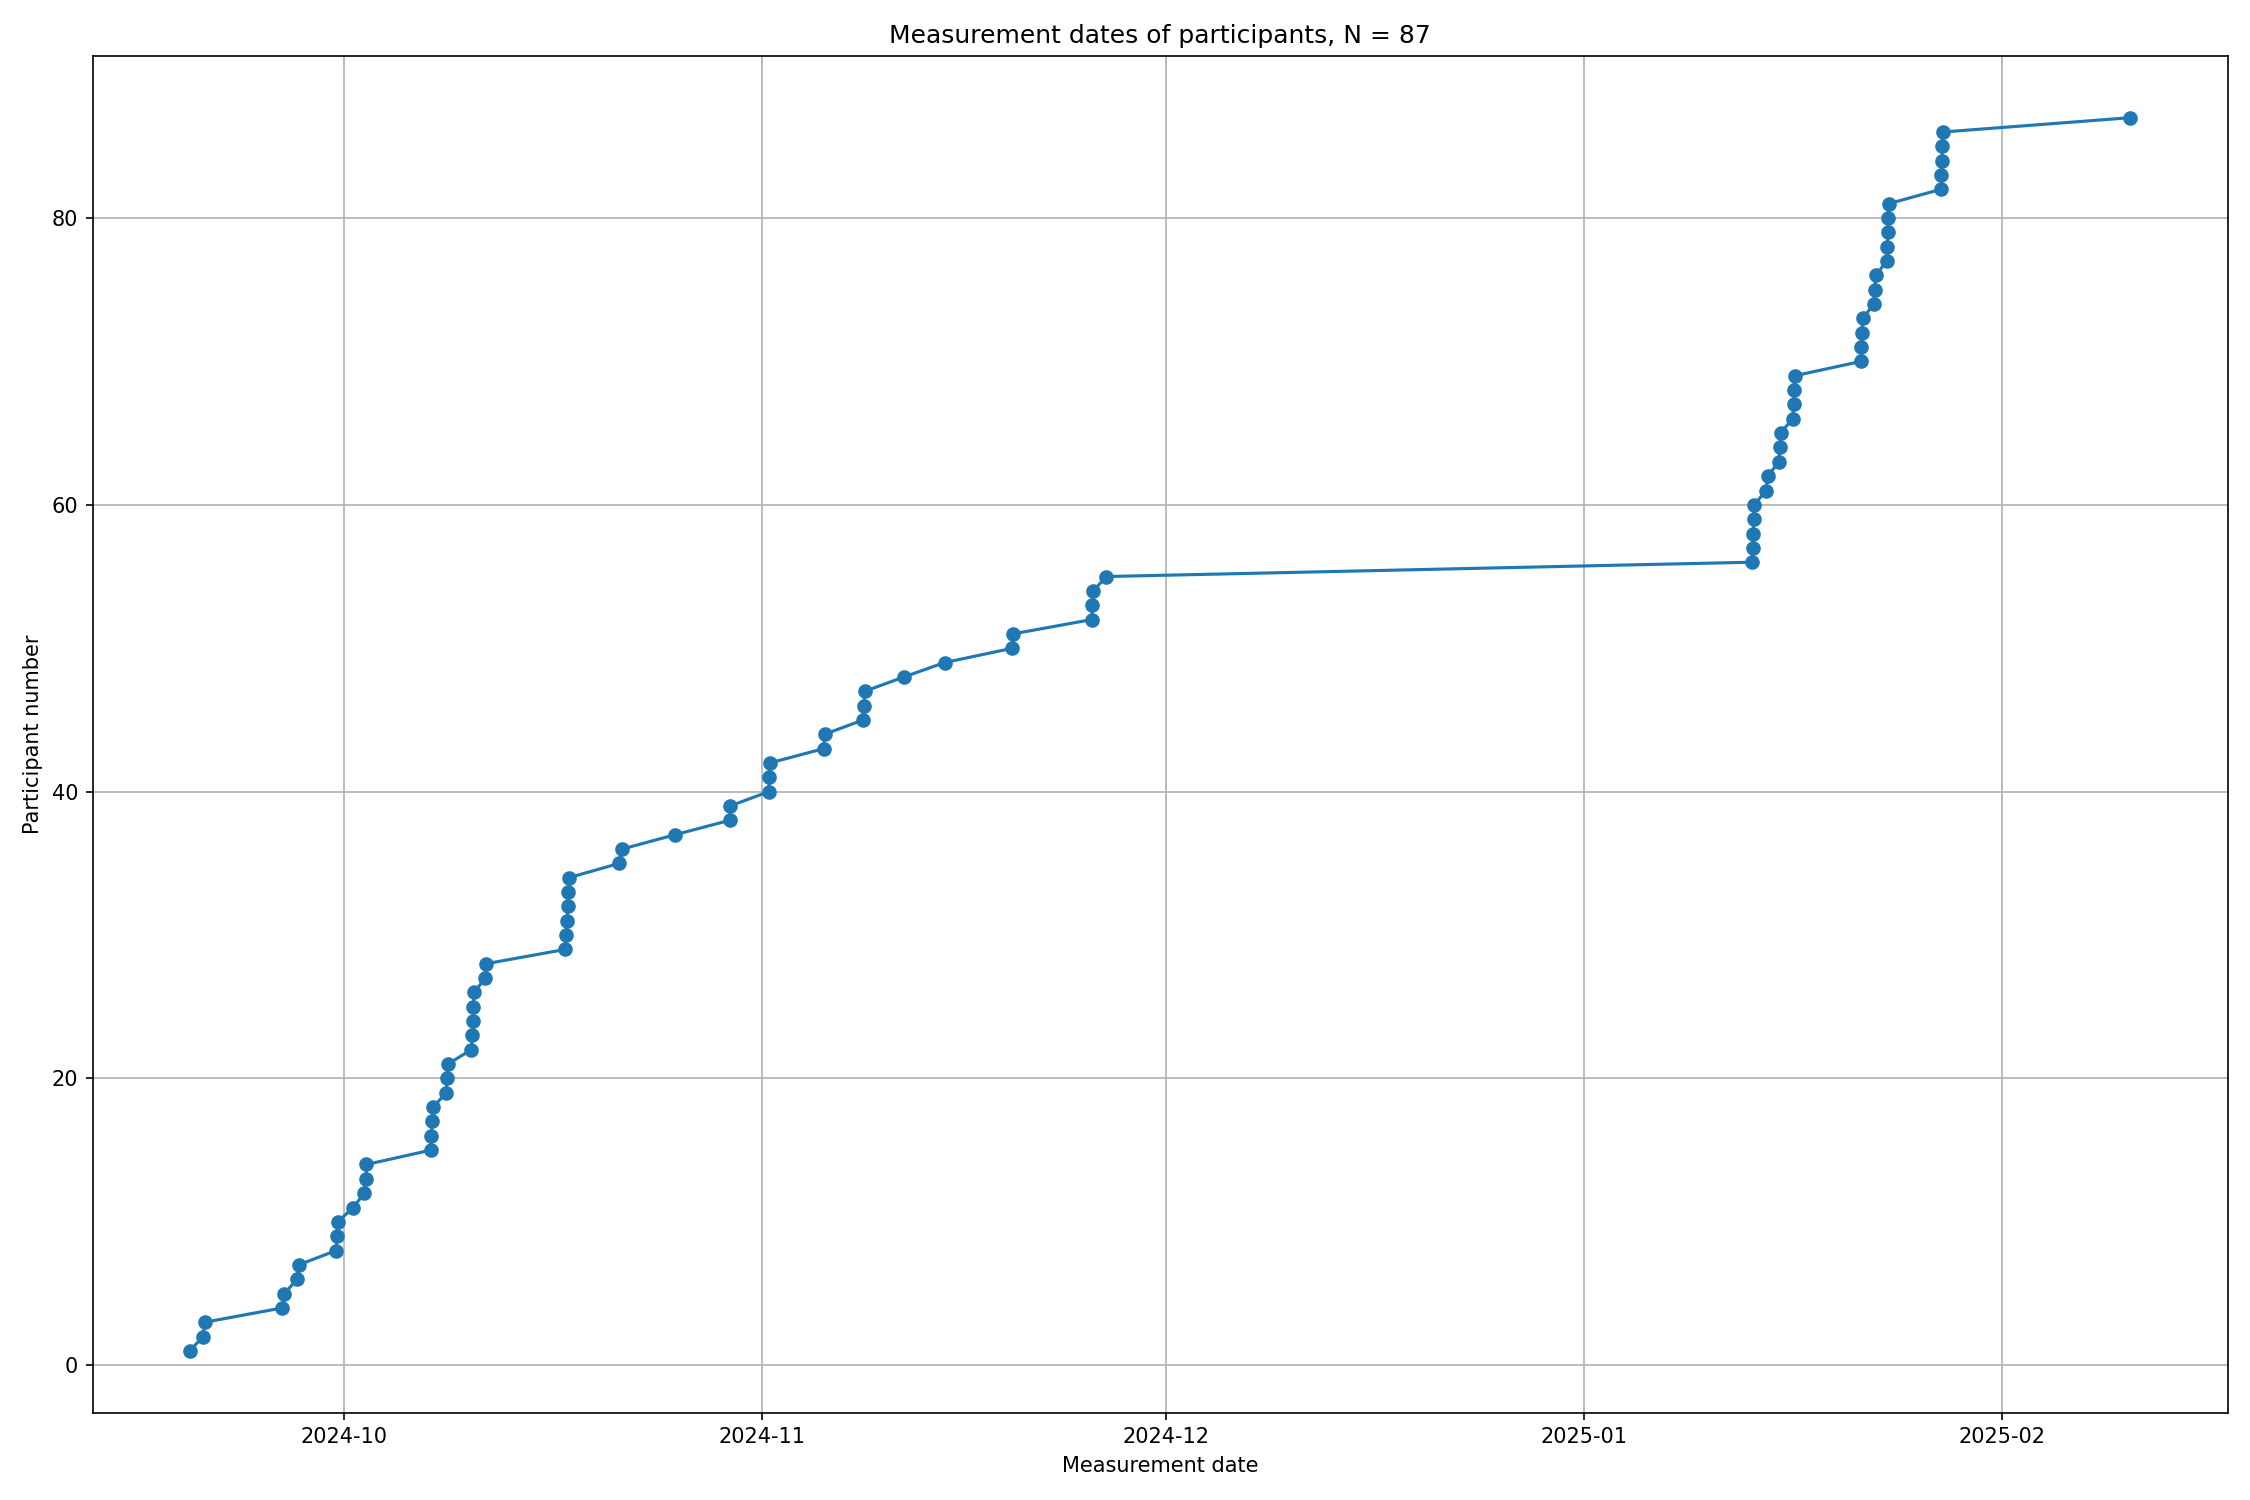 Measurement dates of participants, N = 87
80
60
40
20
0
Participant number
2024-10 2024-11 2024-12 2025-01 2025-02
Measurement date